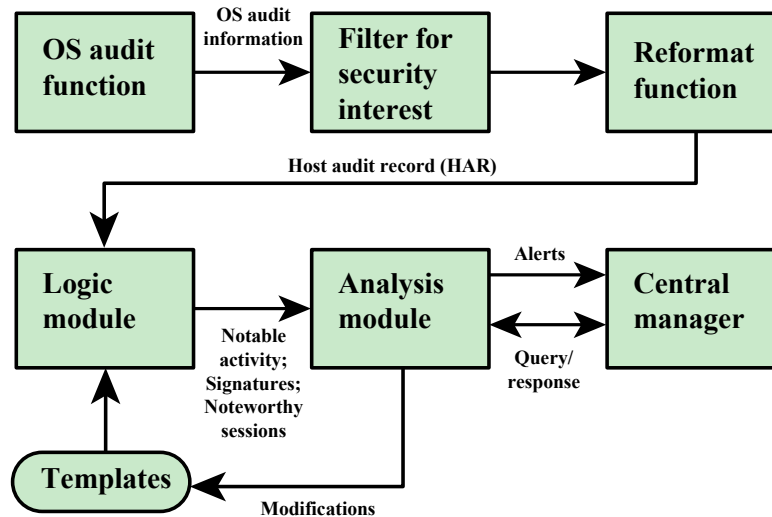 OS audit
function
OS audit
information
Filter for
security
interest
Reformat
function
Host audit record (HAR)
Logic
module
Notable
activity;
Signatures;
Noteworthy
sessions
Analysis
module
Alerts
Query/
response
Central
manager
Templates
Modifications